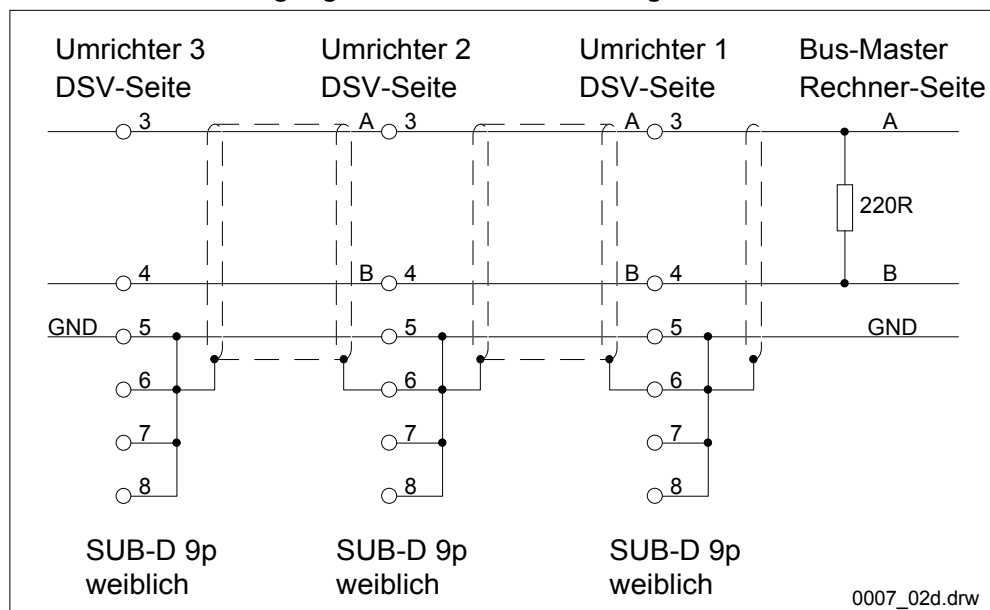 Umrichter 3
DSV-Seite
Umrichter 2
DSV-Seite
Umrichter 1
DSV-Seite
Bus-Master
Rechner-Seite
3
A
3
A
3
A
220R
4
B
4
B
4
B
GND
5
5
5
GND
6
6
6
7
7
7
8
8
8
SUB-D 9p
weiblich
SUB-D 9p
weiblich
SUB-D 9p
weiblich
0007_02d.drw